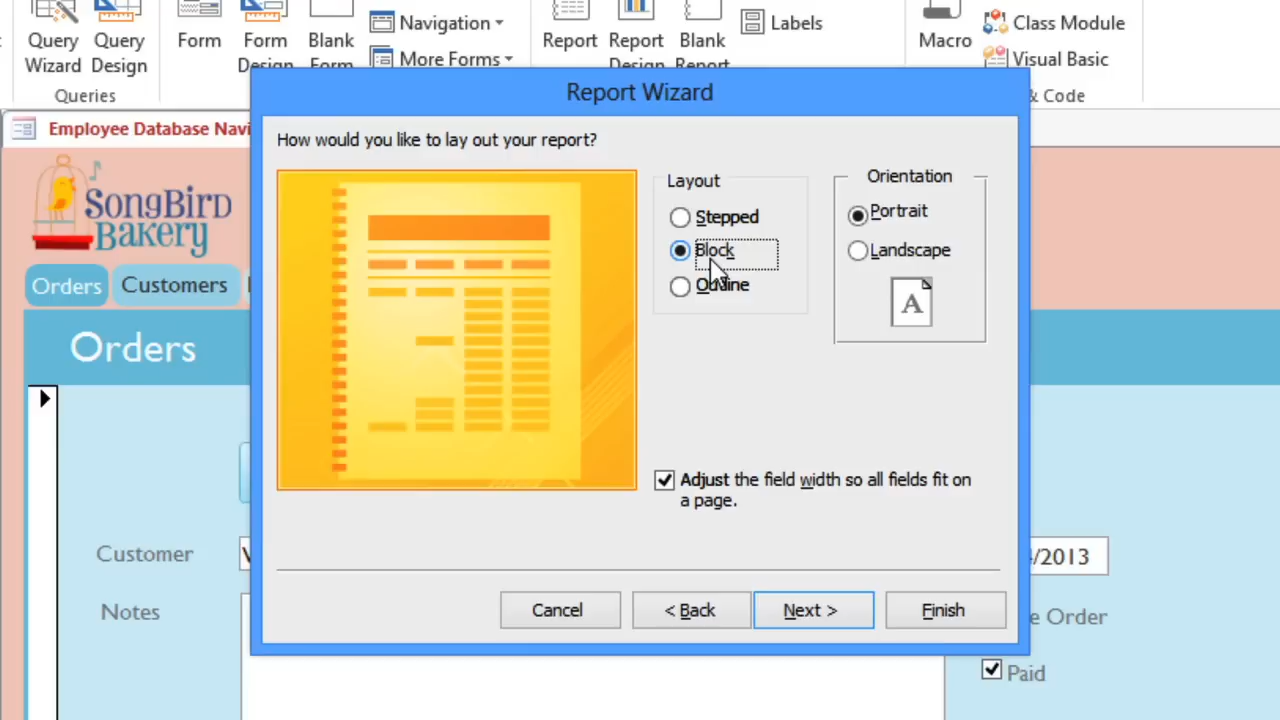 Query Wizard
Query Design
Form
Form Design
Blank Form
Navigation
More Forms
Report
Report Design
Blank Report
Labels
Macro
Class Module
Visual Basic
Queries
& Code
Report Wizard
Employee Database Navi
How would you like to lay out your report?
Layout
Stepped
Block
Outline
Orientation
Portrait
Landscape
A
SongBird
Bakery
Orders
Customers
Orders
Adjust the field width so all fields fit on
a page.
Customer
/2013
Notes
Cancel
< Back
Next >
Finish
e Order
Paid